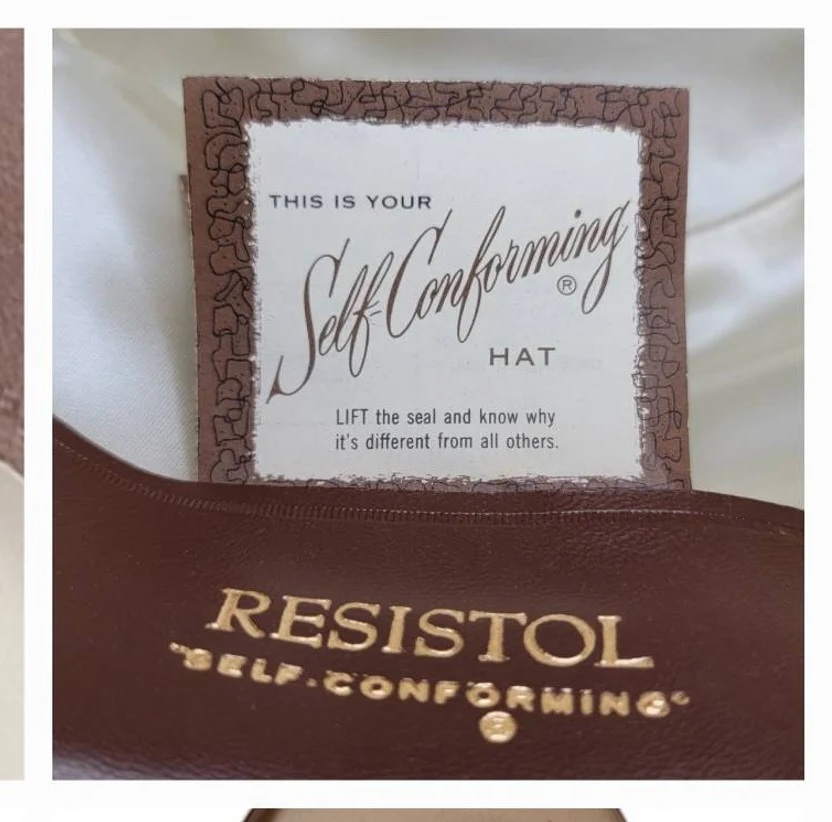 THIS IS YOUR
Self-Conforming ®
HAT
LIFT the seal and know why
it's different from all others.
RESISTOL
"SELF-CONFORMING"
®